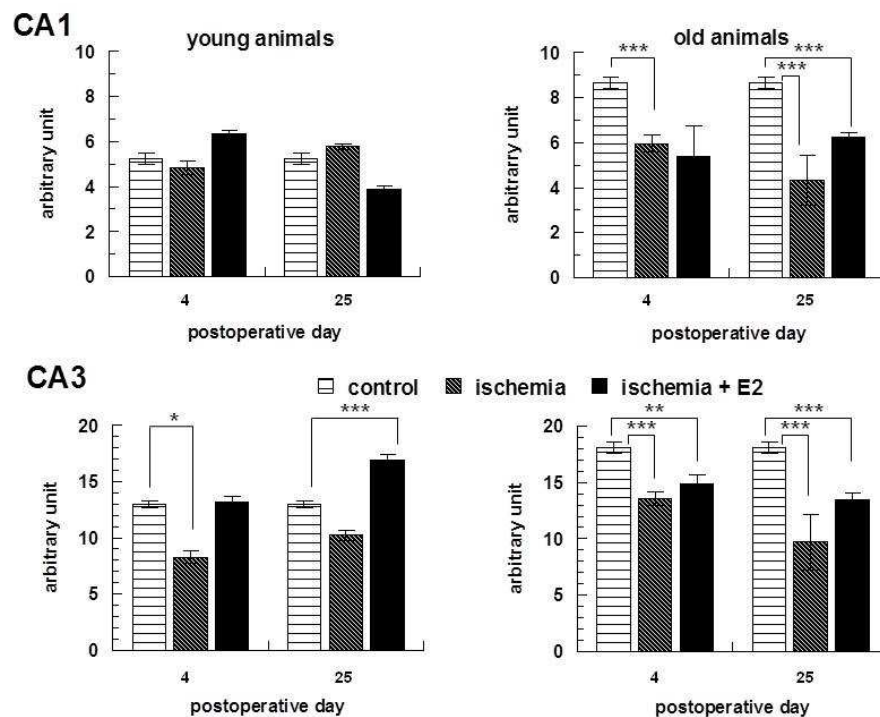 CA1
young animals
10
8
6
4
2
0
arbitrary unit
4
25
postoperative day
old animals
***
***
***
10
8
6
4
2
0
arbitrarry unit
4
25
postoperative day
CA3
control
ischemia
ischemia + E2
*
***
20
15
10
5
0
arbitrary unit
4
25
postoperative day
**
***
***
***
20
15
10
5
0
arbitrary unit
4
25
postoperative day